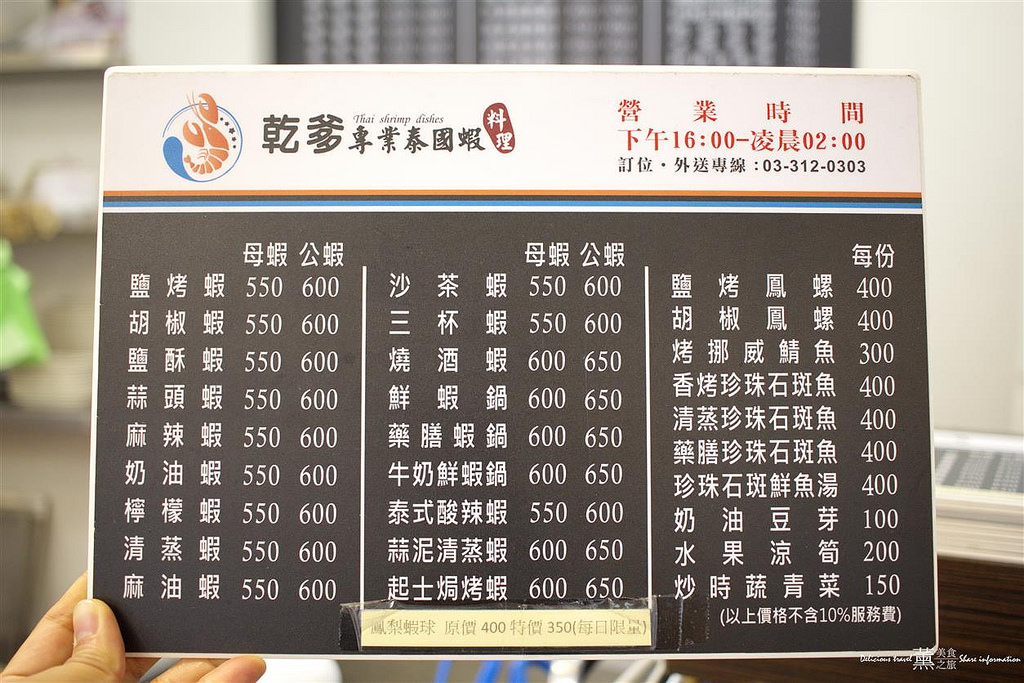 乾爹 Thai shrimp dishes 專業泰國蝦 料理
營業時間
下午16:00-凌晨02:00
訂位・外送專線:03-312-0303
母蝦 公蝦
鹽烤蝦 550 600
胡椒蝦 550 600
鹽酥蝦 550 600
蒜頭蝦 550 600
麻辣蝦 550 600
奶油蝦 550 600
檸檬蝦 550 600
清蒸蝦 550 600
麻油蝦 550 600
母蝦 公蝦
沙茶蝦 550 600
三杯蝦 550 600
燒酒蝦 600 650
鮮蝦鍋 600 650
藥膳蝦鍋 600 650
牛奶鮮蝦鍋 600 650
泰式酸辣蝦 550 600
蒜泥清蒸蝦 600 650
起士焗烤蝦 600 650
每份
鹽烤鳳螺 400
胡椒鳳螺 400
烤挪威鯖魚 300
香烤珍珠石斑魚 400
清蒸珍珠石斑魚 400
藥膳珍珠石斑魚 400
珍珠石斑鮮魚湯 400
奶油豆芽 100
水果涼筍 200
炒時蔬青菜 150
(以上價格不含10%服務費)
鳳梨蝦球 原價 400 特價 350(每日限量)
Delicious travel 薰 美食之旅 Share information